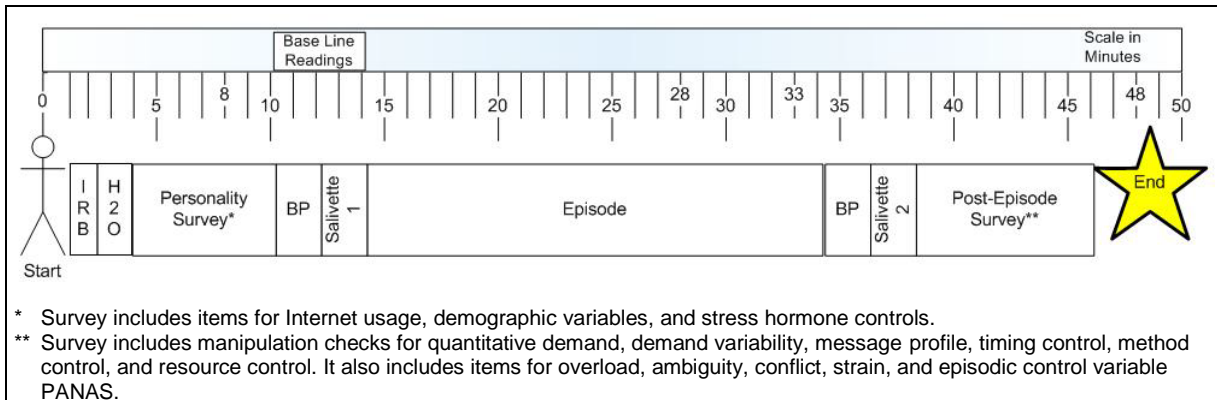 Base Line
Readings
Scale in
Minutes
0 5 8 10 15 20 25 28 30 33 35 40 45 48 50
I
R
B
H
2
O
Personality
Survey*
BP
Salivette
1
Episode
BP
Salivette
2
Post-Episode
Survey**
End
Start
* Survey includes items for Internet usage, demographic variables, and stress hormone controls.
** Survey includes manipulation checks for quantitative demand, demand variability, message profile, timing control, method
control, and resource control. It also includes items for overload, ambiguity, conflict, strain, and episodic control variable
PANAS.